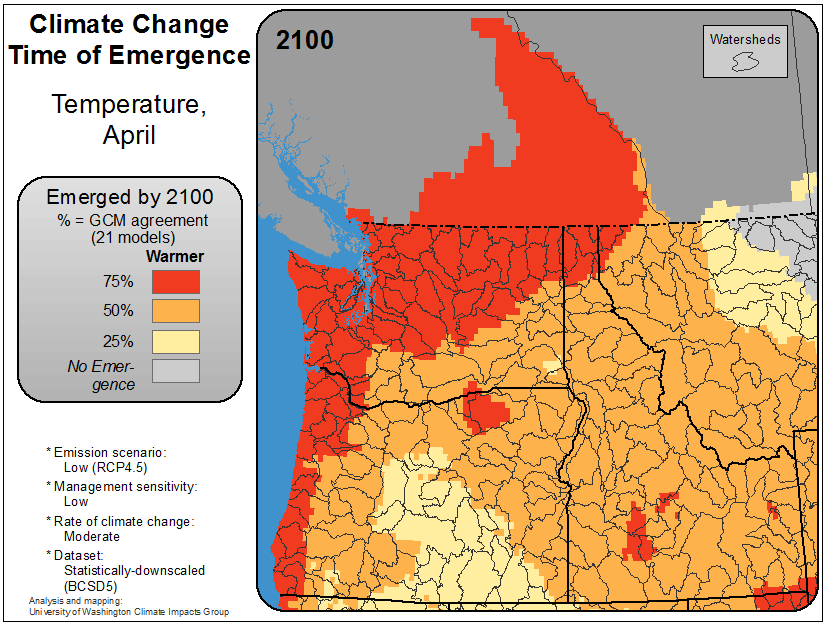 Climate Change
Time of Emergence
Temperature,
April
Emerged by 2100
% = GCM agreement
(21 models)
Warmer
75%
50%
25%
No Emer-
gence
* Emission scenario:
Low (RCP4.5)
* Management sensitivity:
Low
* Rate of climate change:
Moderate
* Dataset:
Statistically-downscaled
(BCSD5)
Analysis and mapping:
University of Washington Climate Impacts Group
2100
Watersheds